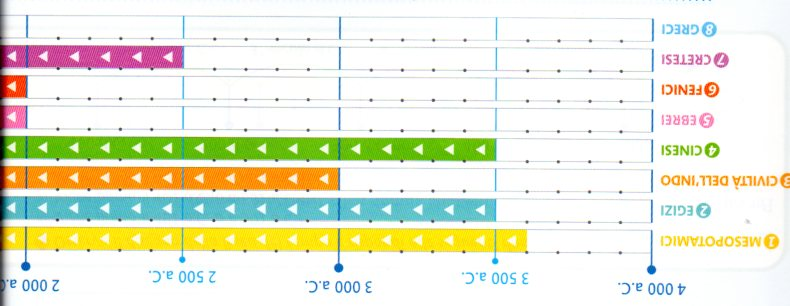 4 000 a.C. 3 500 a.C. 3 000 a.C. 2 500 a.C. 2 000 a.C.
1 MESOPOTAMICI
2 EGIZI
3 CIVILTÀ DELL'INDO
4 CINESI
5 EBREI
6 FENICI
7 CRETESI
8 GRECI